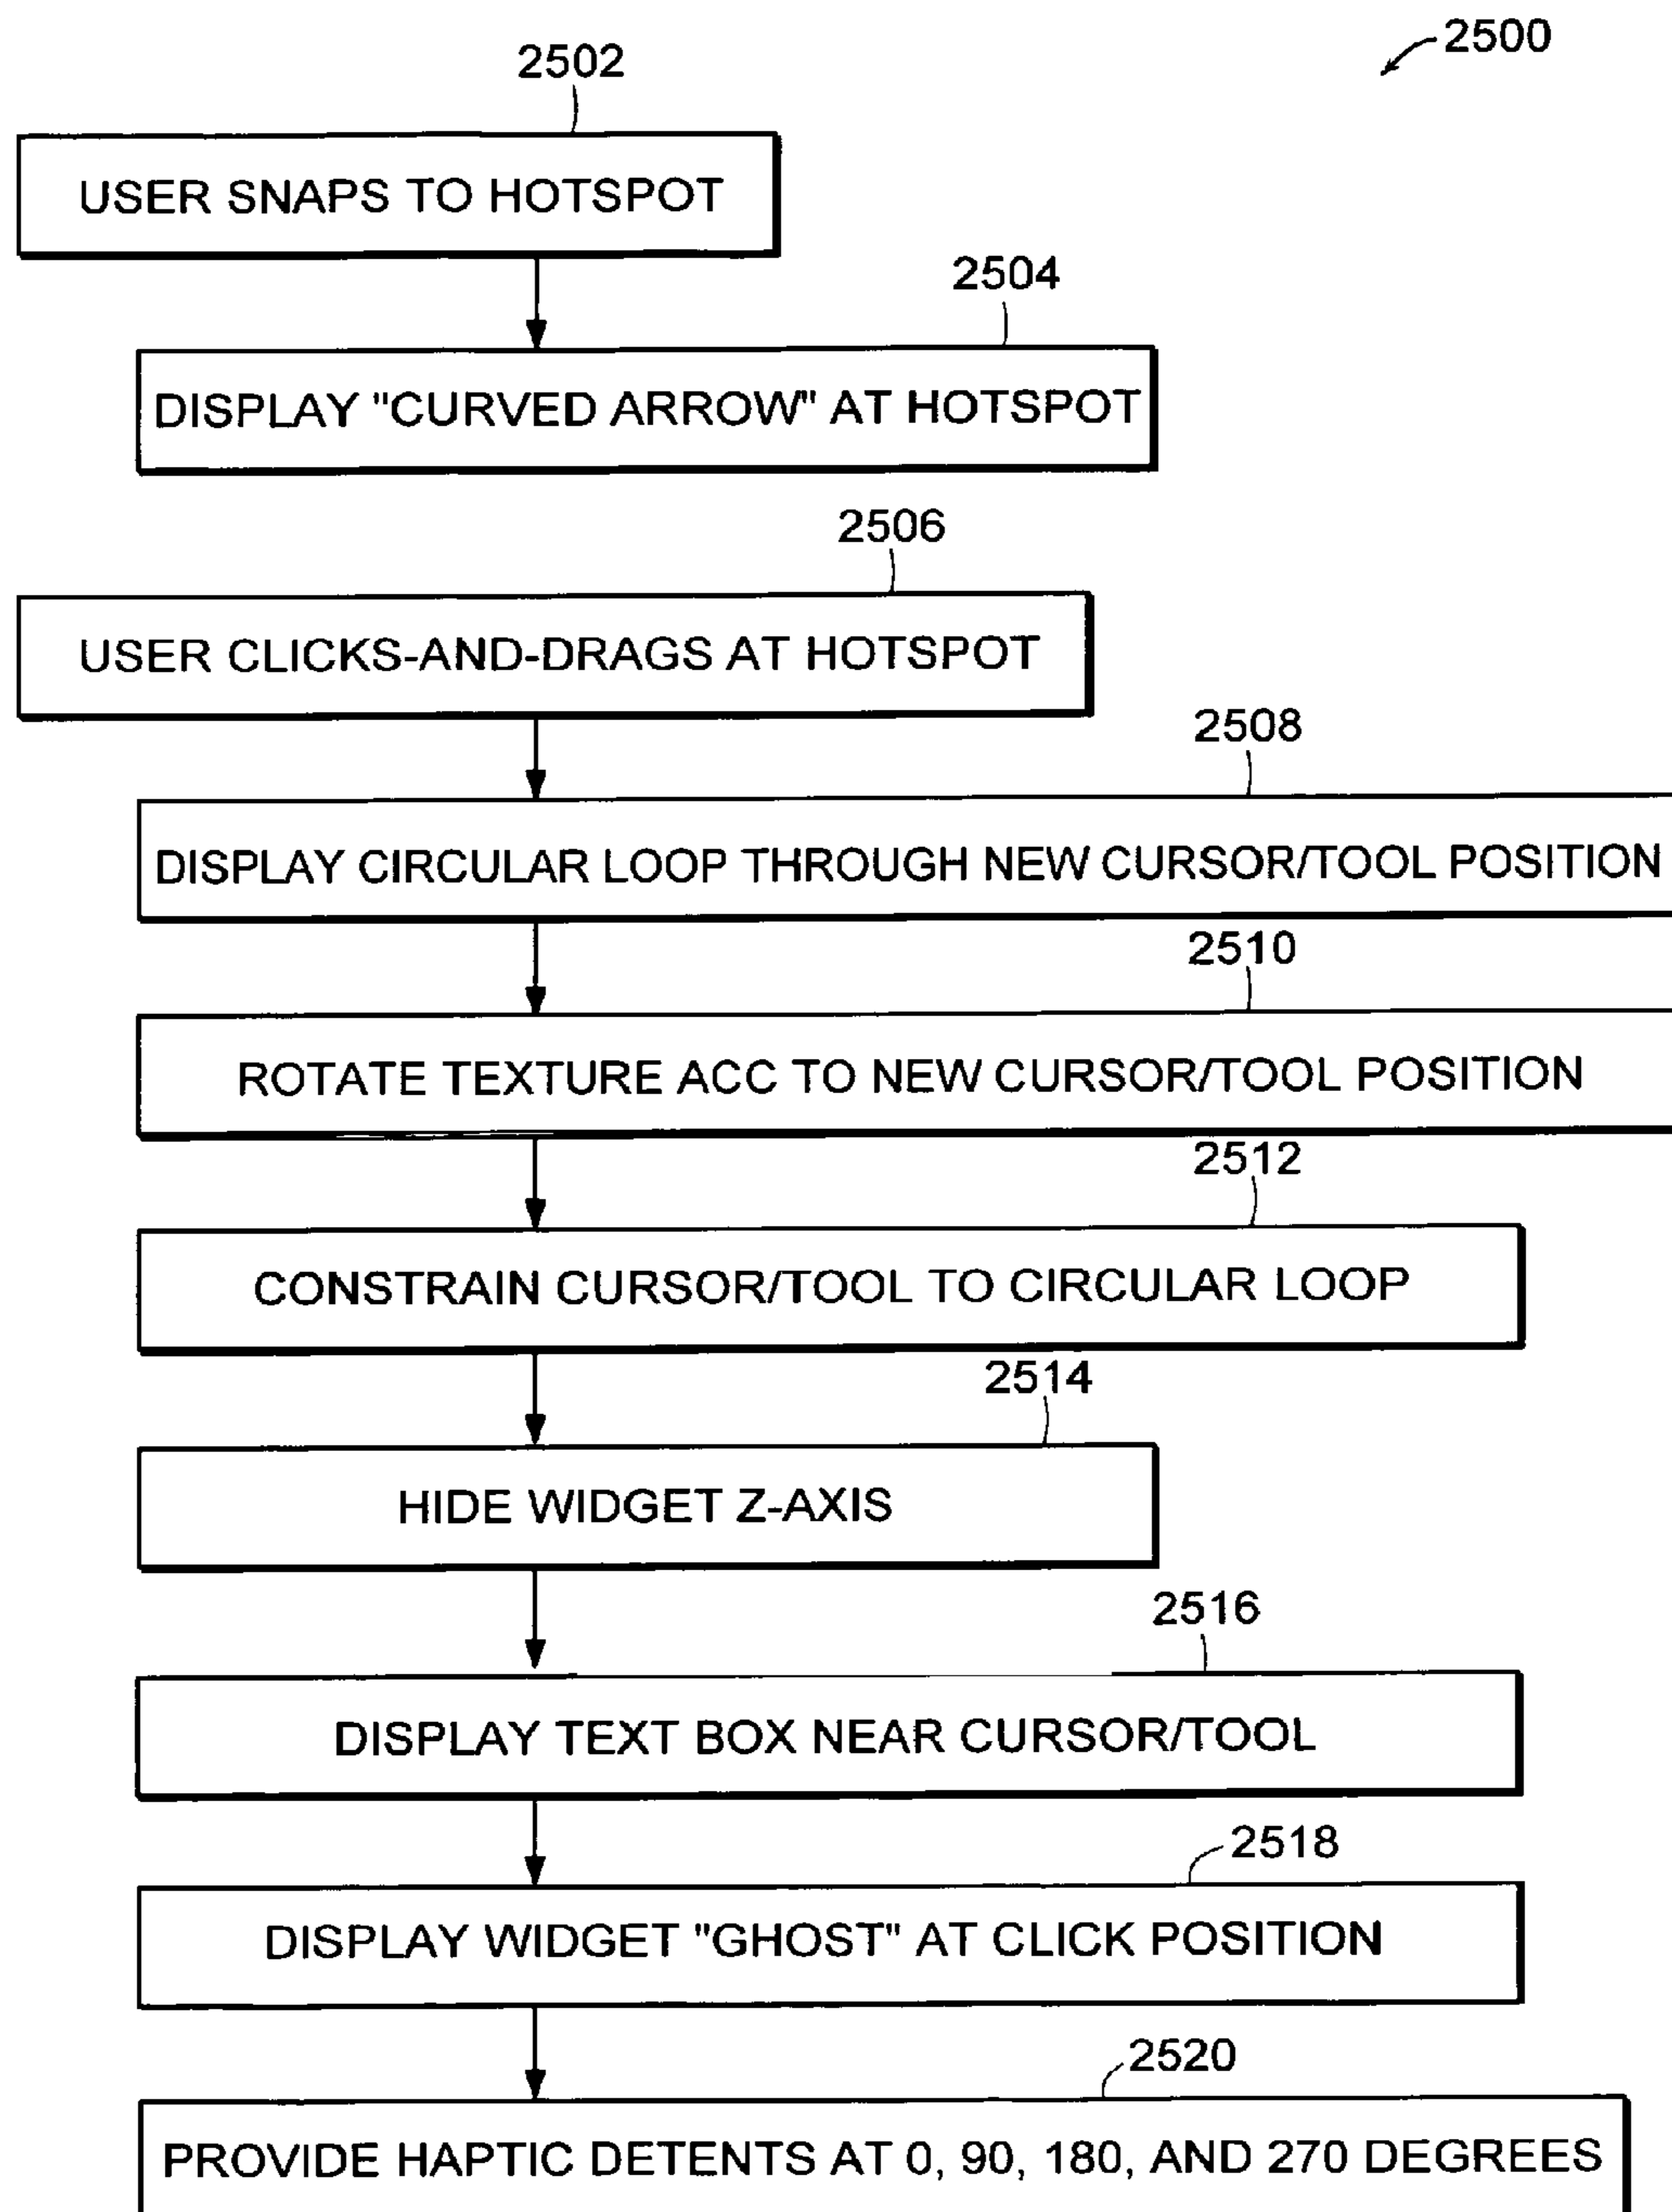 2500
2502
USER SNAPS TO HOTSPOT
2504
DISPLAY "CURVED ARROW" AT HOTSPOT
2506
USER CLICKS-AND-DRAGS AT HOTSPOT
2508
DISPLAY CIRCULAR LOOP THROUGH NEW CURSOR/TOOL POSITION
2510
ROTATE TEXTURE ACC TO NEW CURSOR/TOOL POSITION
2512
CONSTRAIN CURSOR/TOOL TO CIRCULAR LOOP
2514
HIDE WIDGET Z-AXIS
2516
DISPLAY TEXT BOX NEAR CURSOR/TOOL
2518
DISPLAY WIDGET "GHOST" AT CLICK POSITION
2520
PROVIDE HAPTIC DETENTS AT 0, 90, 180, AND 270 DEGREES